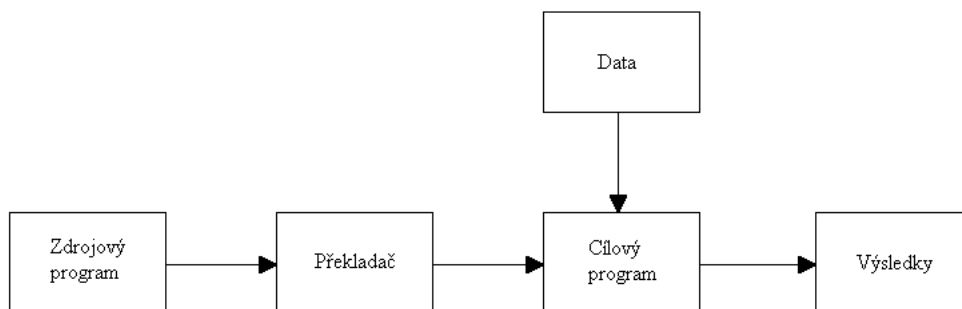 Data
Zdrojový
program
Překladač
Cílový
program
Výsledky